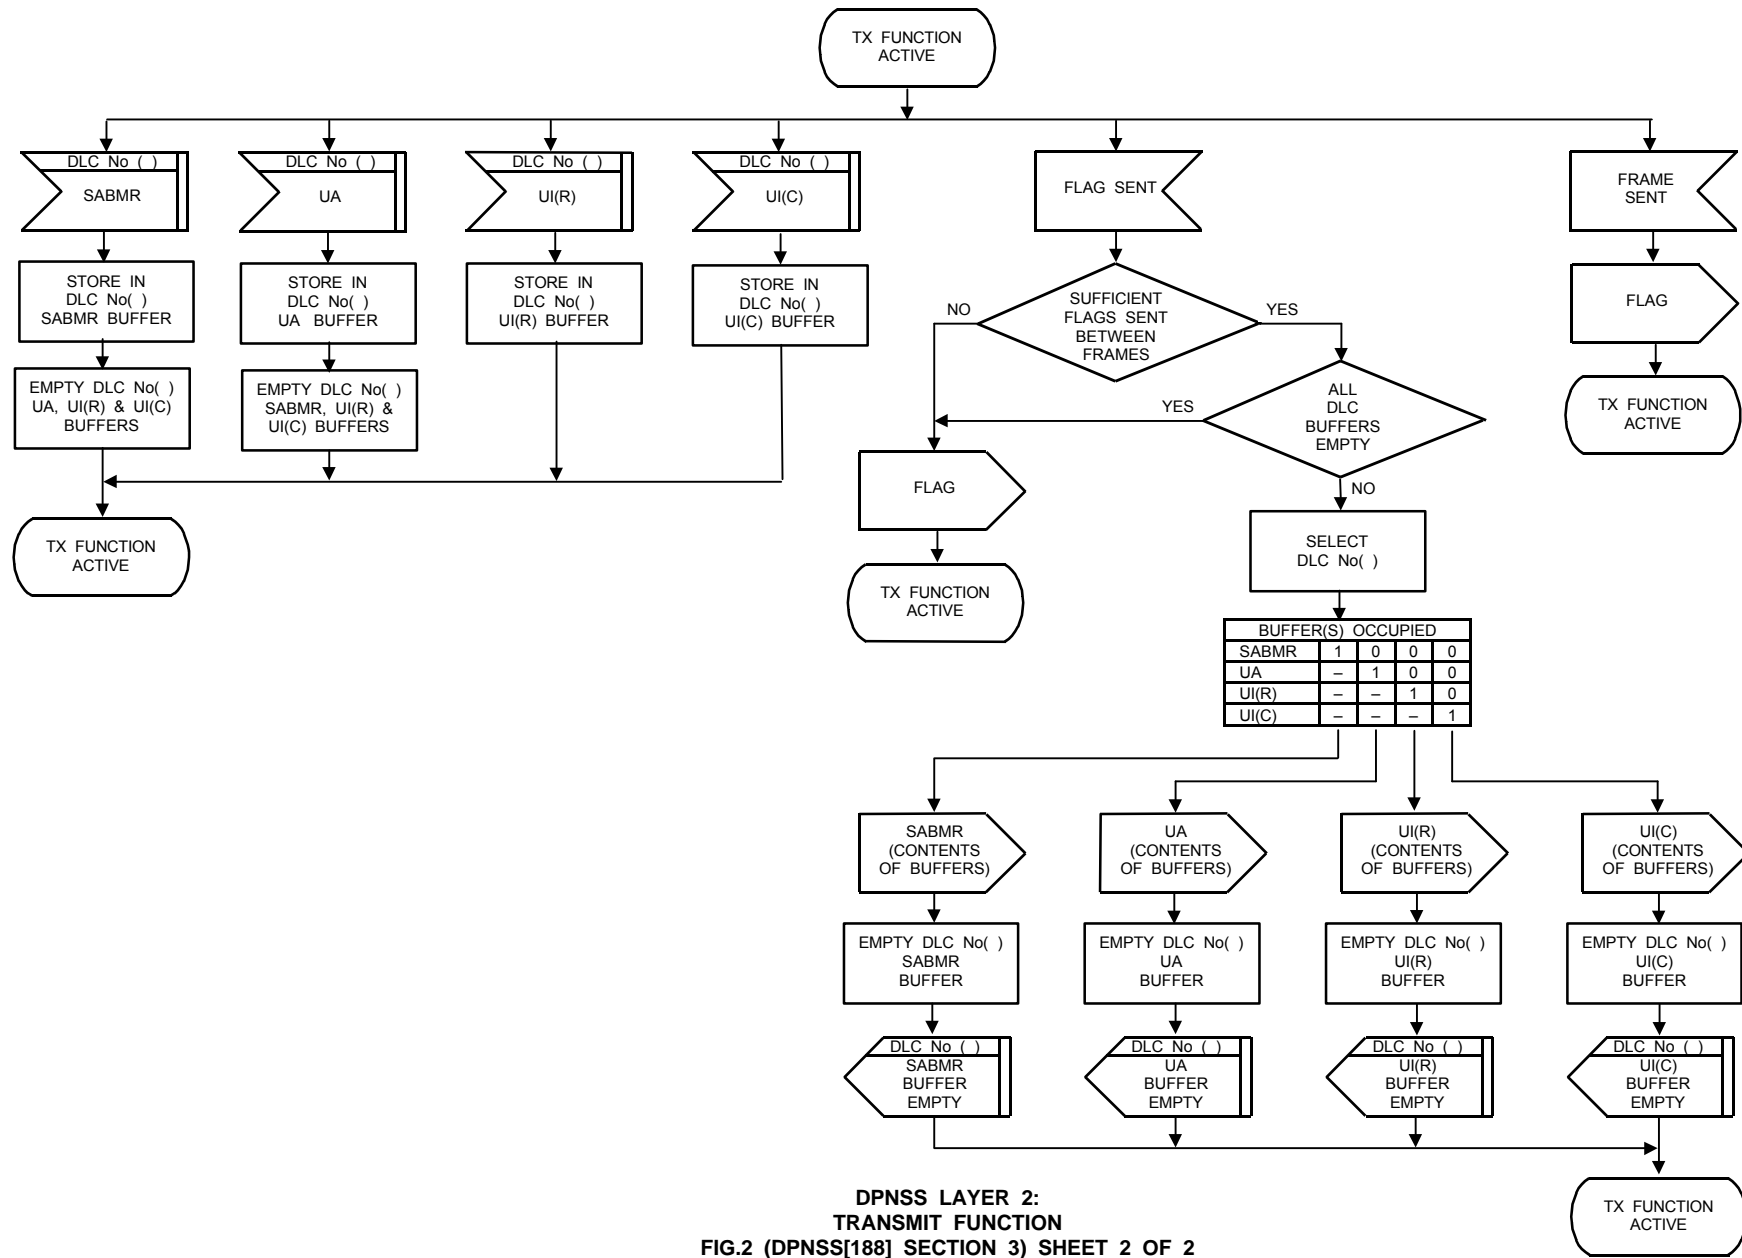 TX FUNCTION
ACTIVE
DLC No ( )
SABMR
DLC No ( )
UA
DLC No ( )
UI(R)
DLC No ( )
UI(C)
FLAG SENT
FRAME
SENT
STORE IN
DLC No( )
SABMR BUFFER
STORE IN
DLC No( )
UA BUFFER
STORE IN
DLC No( )
UI(R) BUFFER
STORE IN
DLC No( )
UI(C) BUFFER
NO
SUFFICIENT
FLAGS SENT
BETWEEN
FRAMES
YES
FLAG
EMPTY DLC No( )
UA, UI(R) & UI(C)
BUFFERS
EMPTY DLC No( )
SABMR, UI(R) &
UI(C) BUFFERS
YES
ALL
DLC
BUFFERS
EMPTY
TX FUNCTION
ACTIVE
FLAG
NO
TX FUNCTION
ACTIVE
SELECT
DLC No( )
TX FUNCTION
ACTIVE
BUFFER(S) OCCUPIED
SABMR 1 0 0 0
UA – 1 0 0
UI(R) – – 1 0
UI(C) – – – 1
SABMR
(CONTENTS
OF BUFFERS)
UA
(CONTENTS
OF BUFFERS)
UI(R)
(CONTENTS
OF BUFFERS)
UI(C)
(CONTENTS
OF BUFFERS)
EMPTY DLC No( )
SABMR
BUFFER
EMPTY DLC No( )
UA
BUFFER
EMPTY DLC No( )
UI(R)
BUFFER
EMPTY DLC No( )
UI(C)
BUFFER
DLC No ( )
SABMR
BUFFER
EMPTY
DLC No ( )
UA
BUFFER
EMPTY
DLC No ( )
UI(R)
BUFFER
EMPTY
DLC No ( )
UI(C)
BUFFER
EMPTY
TX FUNCTION
ACTIVE
DPNSS LAYER 2:
TRANSMIT FUNCTION
FIG.2 (DPNSS[188] SECTION 3) SHEET 2 OF 2